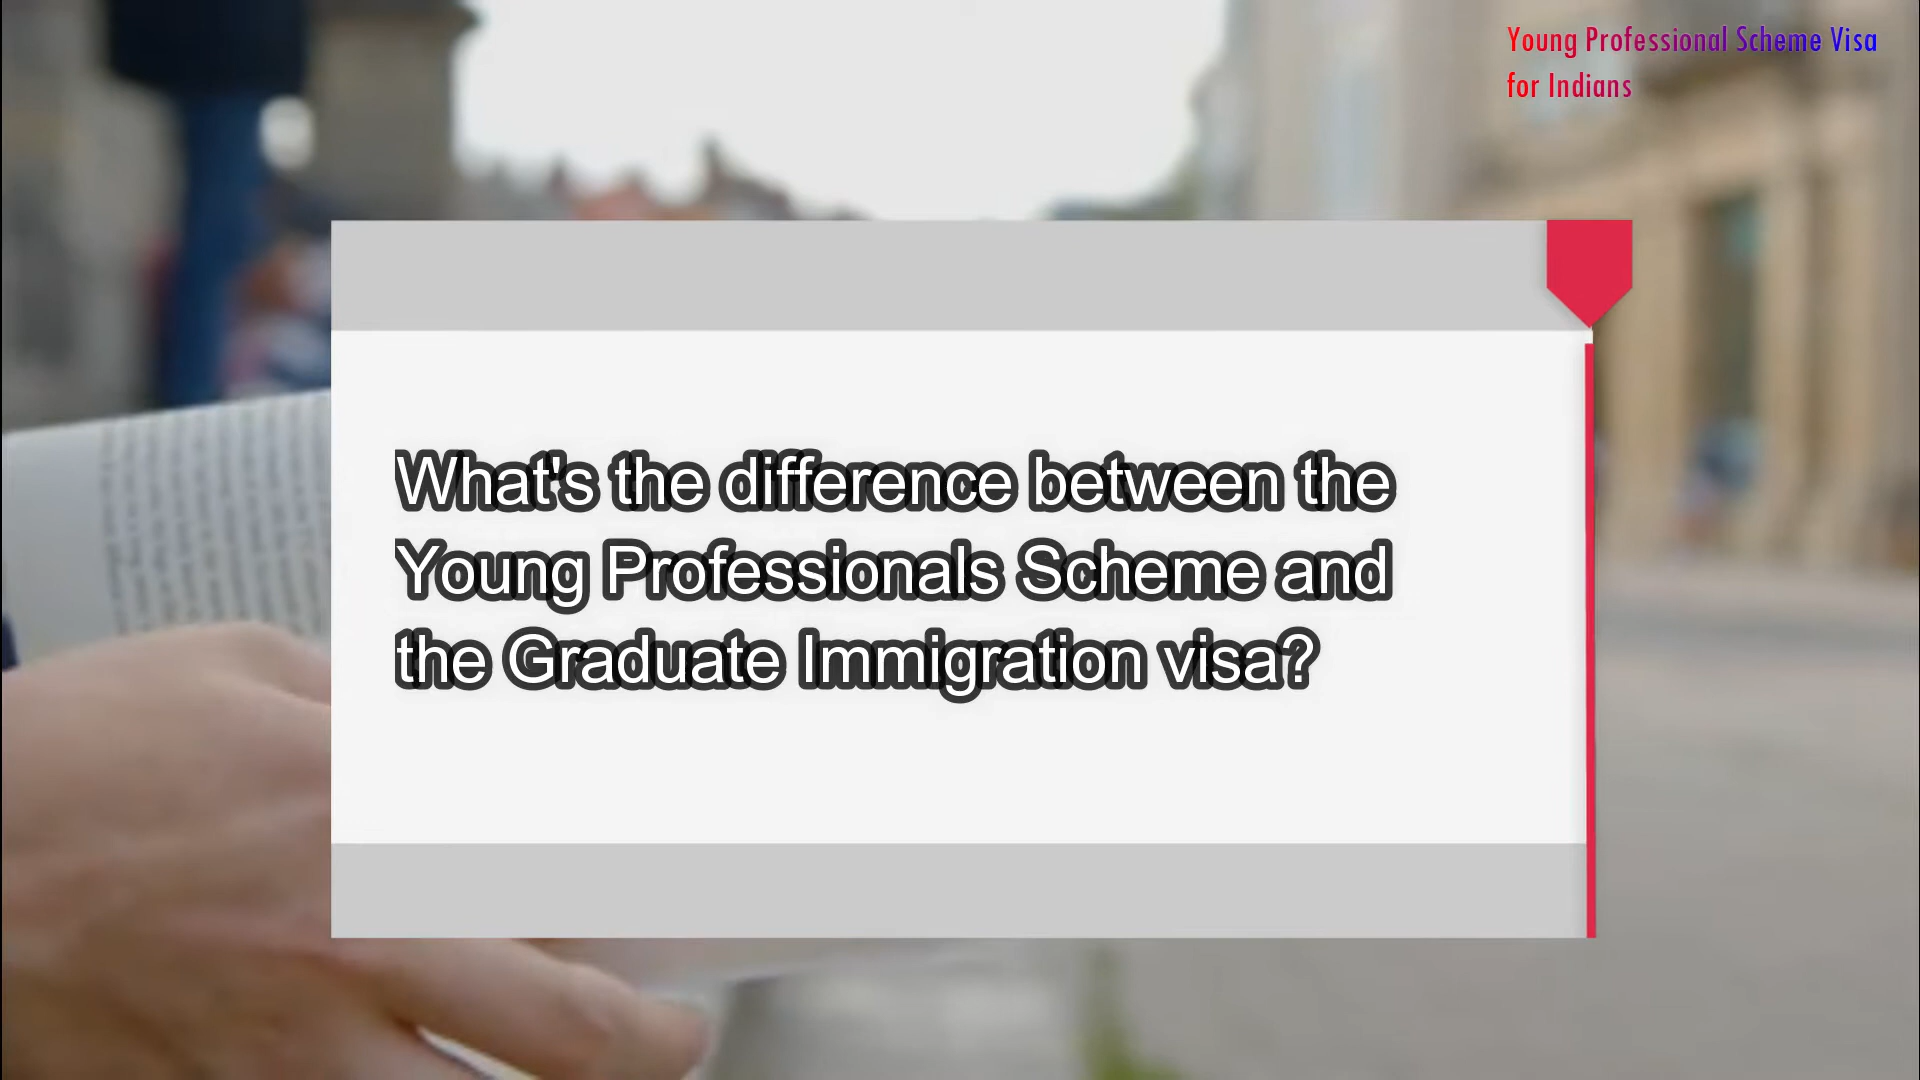 Young Professional Scheme Visa
for Indians
What's the difference between the
Young Professionals Scheme and
the Graduate Immigration visa?